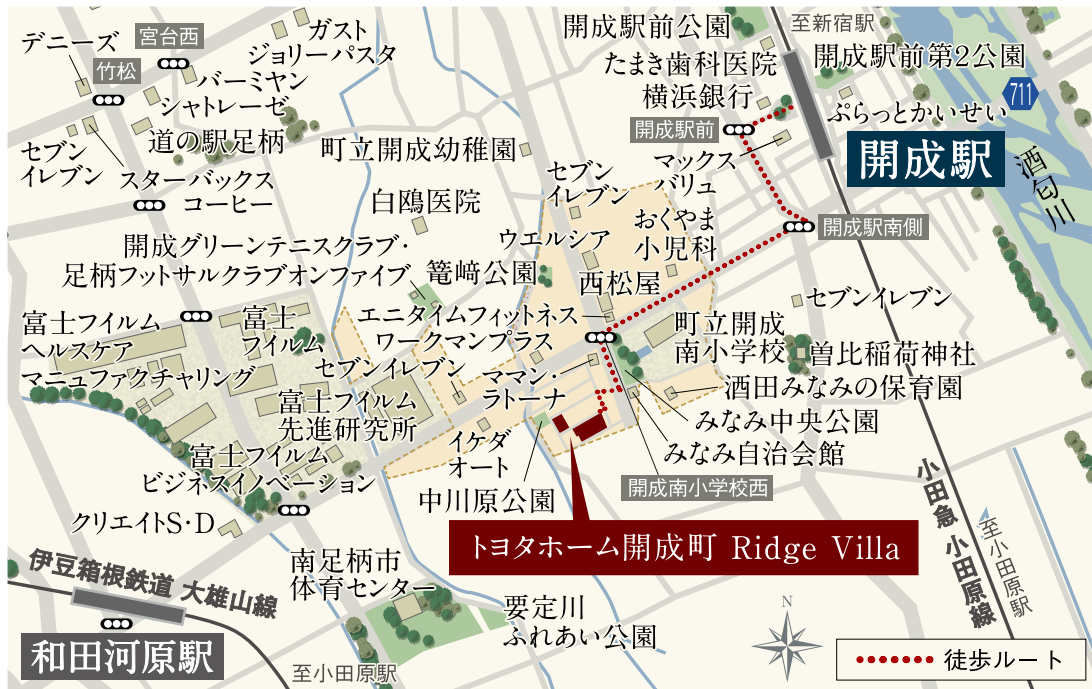 デニーズ
宮台西
ガスト
ジョリーパスタ
開成駅前公園
至新宿駅
竹松
バーミヤン
シャトレーゼ
たまき歯科医院
開成駅前第2公園
横浜銀行
711
ぷらっとかいせい
道の駅足柄
開成駅前
開成駅
セブン
イレブン
町立開成幼稚園
マックス
バリュ
酒匂川
スターバックス
コーヒー
セブン
イレブン
白鴎医院
おくやま
小児科
開成駅南側
開成グリーンテニスクラブ・
足柄フットサルクラブオンファイブ
ウエルシア
篭﨑公園
西松屋
セブンイレブン
富士フイルム
ヘルスケア
マニュファクチャリング
富士
フイルム
エニタイムフィットネス
ワークマンプラス
町立開成
南小学校
曽比稲荷神社
セブンイレブン
ママン・
ラトーナ
酒田みなみの保育園
富士フイルム
先進研究所
みなみ中央公園
イケダ
オート
みなみ自治会館
富士フイルム
ビジネスイノベーション
中川原公園
開成南小学校西
クリエイトS・D
トヨタホーム開成町 Ridge Villa
小田急 小田原線
至小田原駅
伊豆箱根鉄道 大雄山線
南足柄市
体育センター
要定川
ふれあい公園
N
和田河原駅
至小田原駅
徒歩ルート